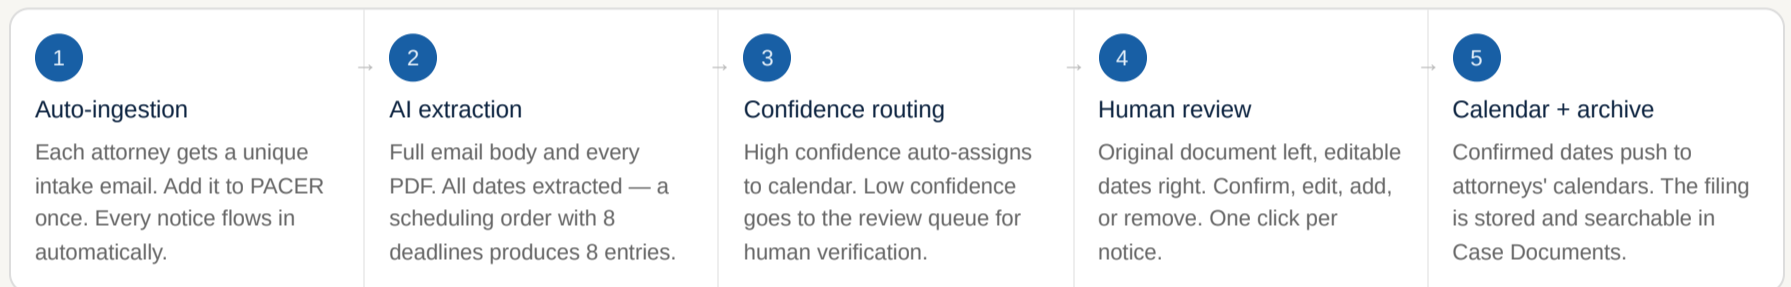 1
Auto-ingestion
Each attorney gets a unique
intake email. Add it to PACER
once. Every notice flows in
automatically.
→
2
AI extraction
Full email body and every
PDF. All dates extracted — a
scheduling order with 8
deadlines produces 8 entries.
→
3
Confidence routing
High confidence auto-assigns
to calendar. Low confidence
goes to the review queue for
human verification.
→
4
Human review
Original document left, editable
dates right. Confirm, edit, add,
or remove. One click per
notice.
→
5
Calendar + archive
Confirmed dates push to
attorneys' calendars. The filing
is stored and searchable in
Case Documents.